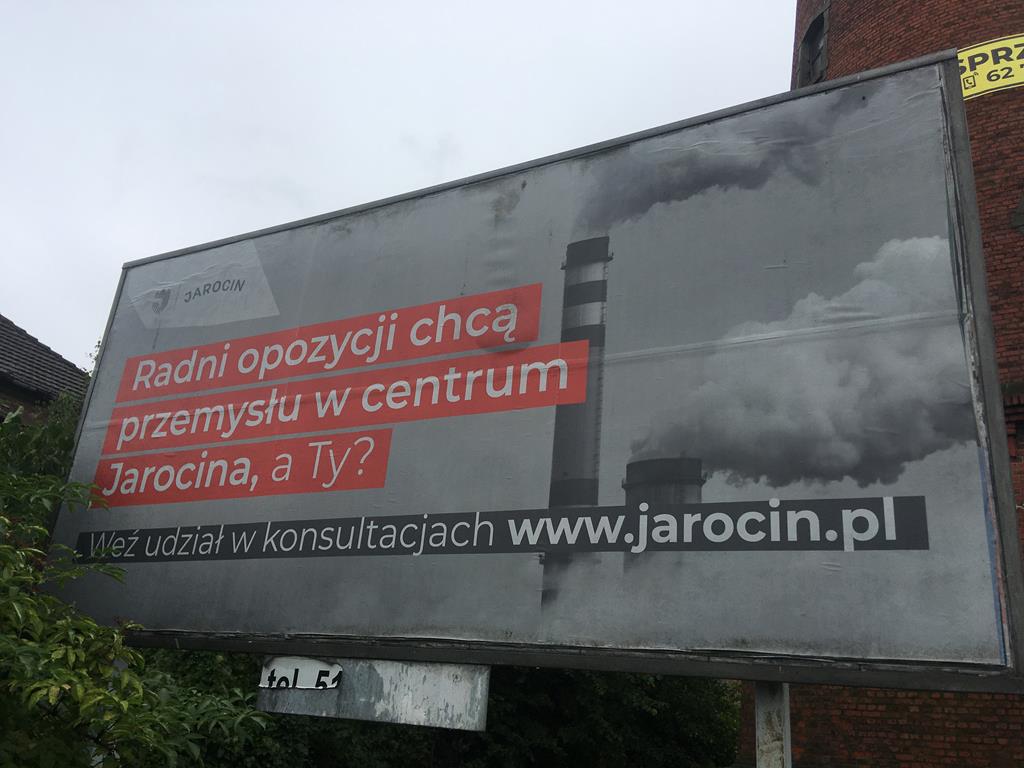 SPRZ
62
JAROCIN
Radni opozycji chcą
przemysłu w centrum
Jarocina, a Ty?
Weź udział w konsultacjach www.jarocin.pl
tel. 51